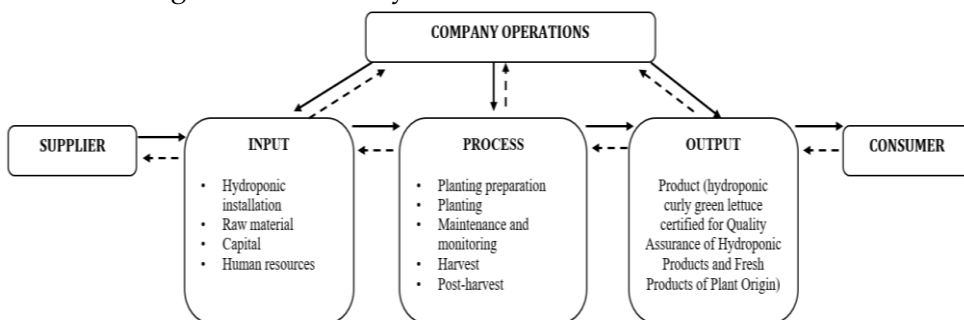 COMPANY OPERATIONS
SUPPLIER
INPUT
• Hydroponic
installation
• Raw material
• Capital
• Human resources
PROCESS
• Planting preparation
• Planting
• Maintenance and
monitoring
• Harvest
• Post-harvest
OUTPUT
Product (hydroponic
curly green lettuce
certified for Quality
Assurance of Hydroponic
Products and Fresh
Products of Plant Origin)
CONSUMER